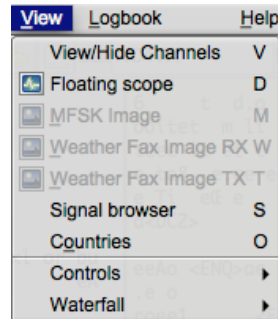 View Logbook Help
View/Hide Channels V
Floating scope D
MFSK Image M
Weather Fax Image RX W
Weather Fax Image TX T
Signal browser S
Countries O
Controls
Waterfall